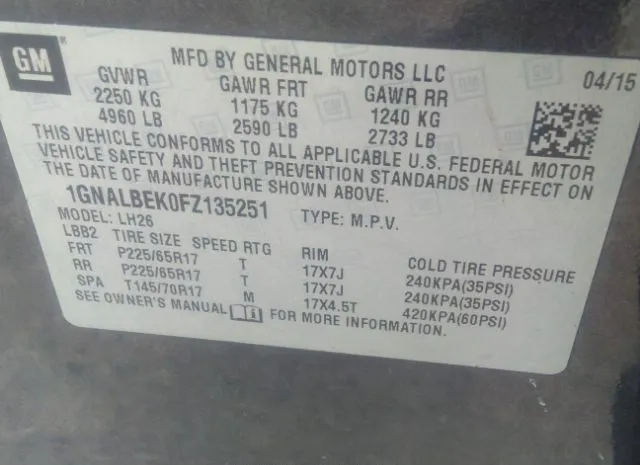 GM
MFD BY GENERAL MOTORS LLC
04/15
GVWR GAWR FRT GAWR RR
2250 KG 1175 KG 1240 KG
4960 LB 2590 LB 2733 LB
THIS VEHICLE CONFORMS TO ALL APPLICABLE U.S. FEDERAL MOTOR
VEHICLE SAFETY AND THEFT PREVENTION STANDARDS IN EFFECT ON
THE DATE OF MANUFACTURE SHOWN ABOVE.
1GNALBEK0FZ135251 TYPE: M.P.V.
MODEL: LH26
LBB2 TIRE SIZE SPEED RTG RIM COLD TIRE PRESSURE
FRT P225/65R17 T 17X7J 240KPA(35PSI)
RR P225/65R17 T 17X7J 240KPA(35PSI)
SPA T145/70R17 M 17X4.5T 420KPA(60PSI)
SEE OWNER'S MANUAL FOR MORE INFORMATION.